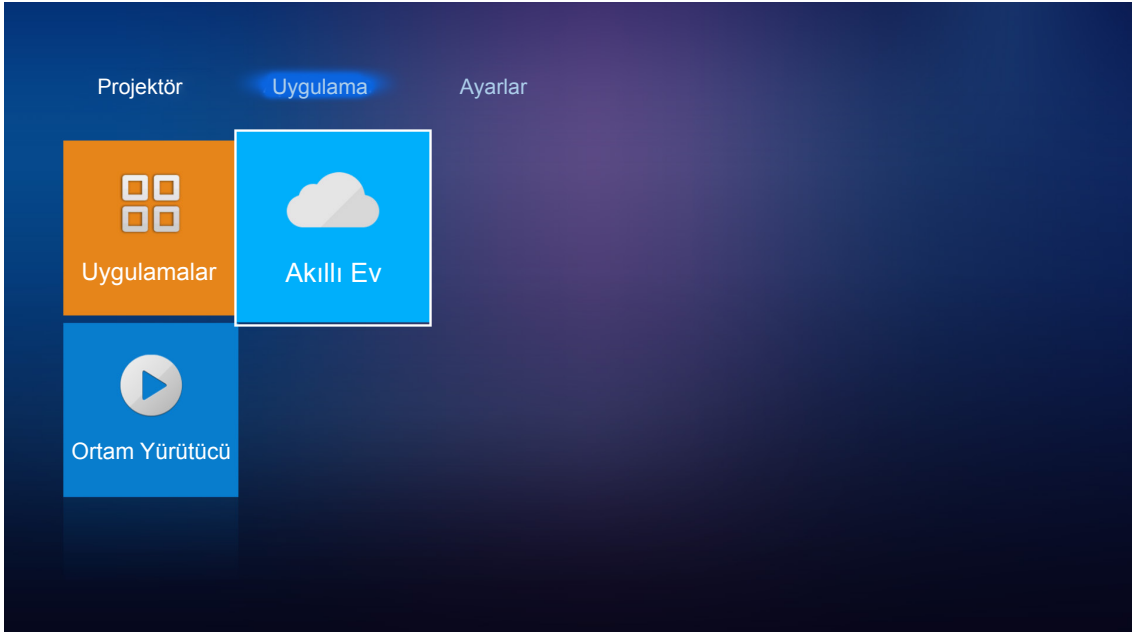 Projektör
Uygulama
Ayarlar
Uygulamalar
Akıllı Ev
Ortam Yürütücü